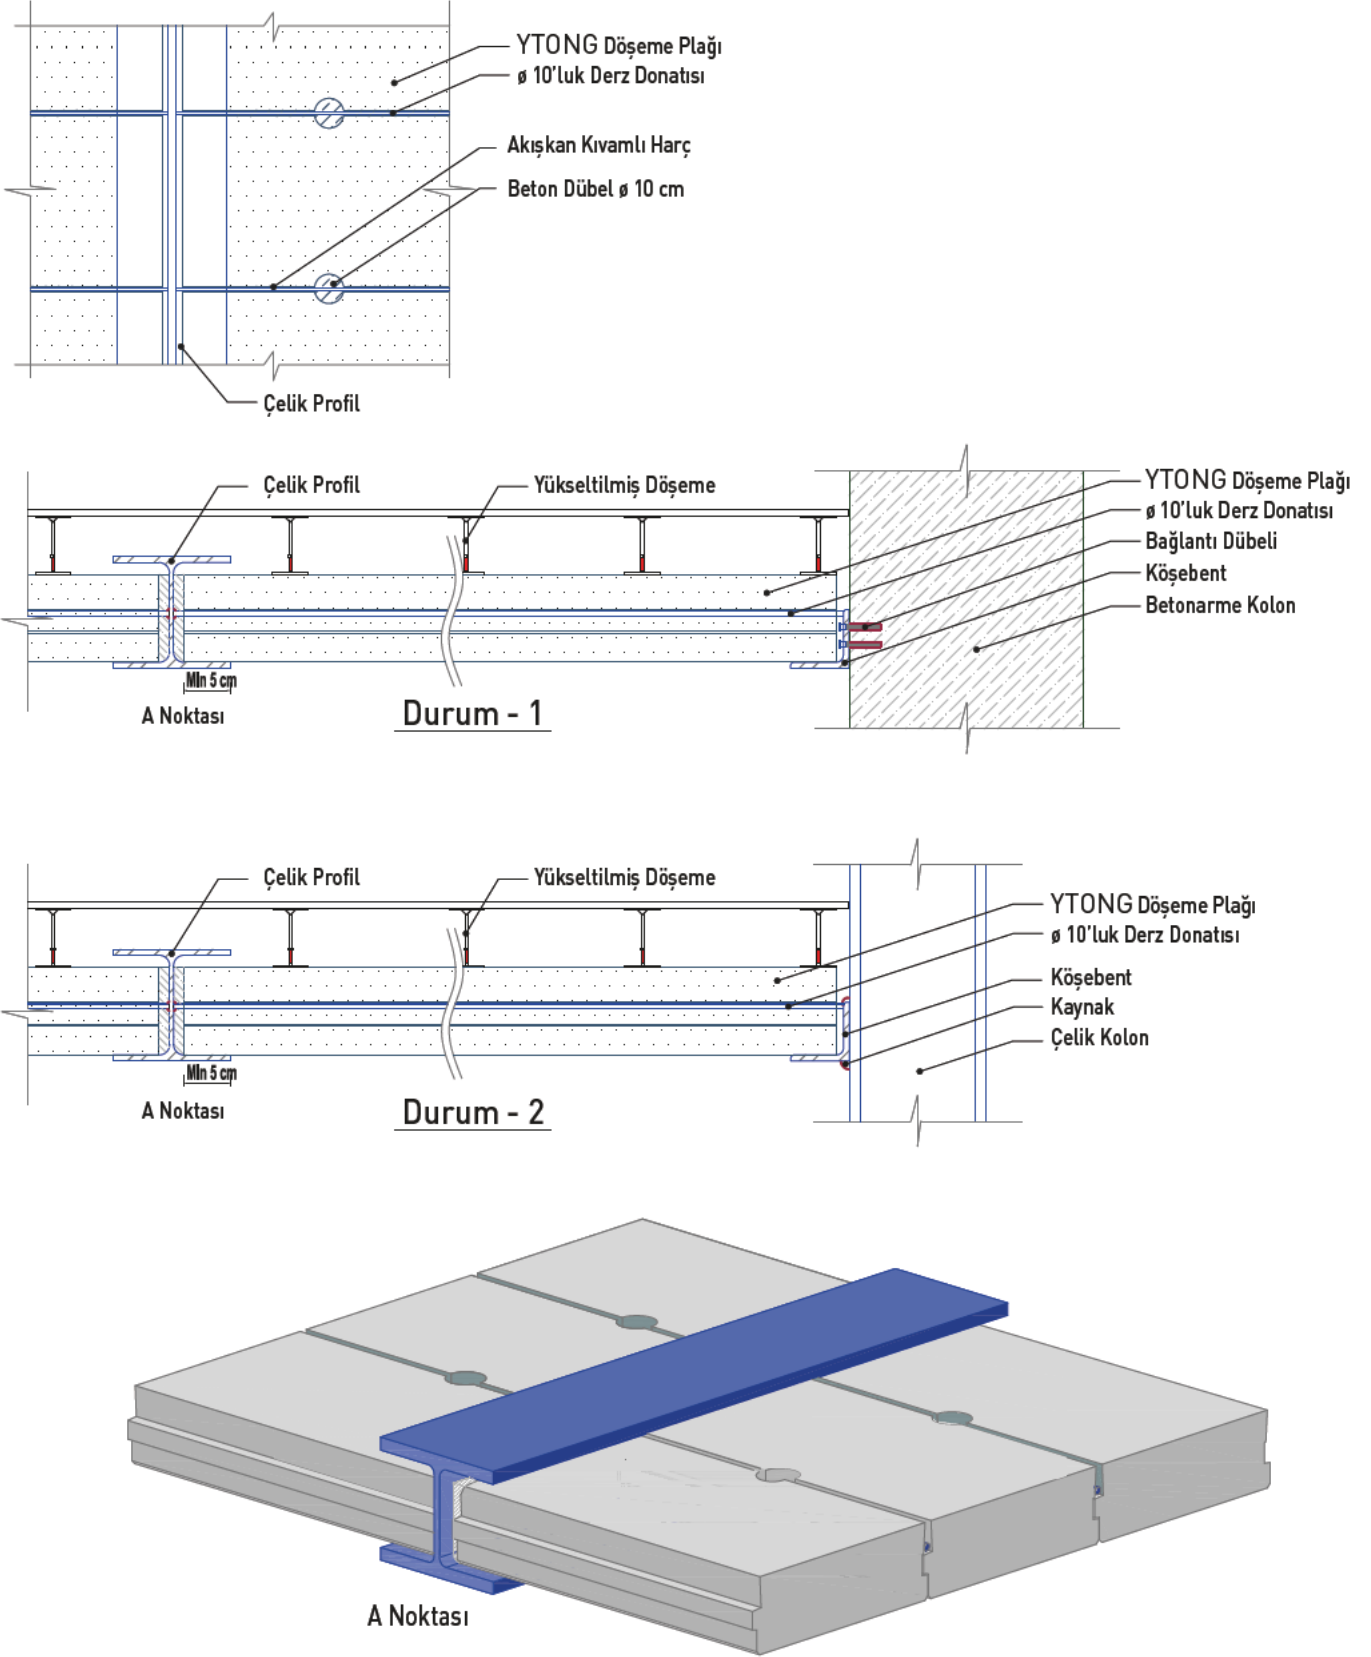 YTONG Döşeme Plağı
ø 10'luk Derz Donatısı
Akışkan Kıvamlı Harç
Beton Dübel ø 10 cm
Çelik Profil
Çelik Profil
Yükseltilmiş Döşeme
YTONG Döşeme Plağı
ø 10'luk Derz Donatısı
Bağlantı Dübeli
Köşebent
Betonarme Kolon
MIn 5 cm
A Noktası
Durum - 1
Çelik Profil
Yükseltilmiş Döşeme
YTONG Döşeme Plağı
ø 10'luk Derz Donatısı
Köşebent
Kaynak
Çelik Kolon
MIn 5 cm
A Noktası
Durum - 2
A Noktası